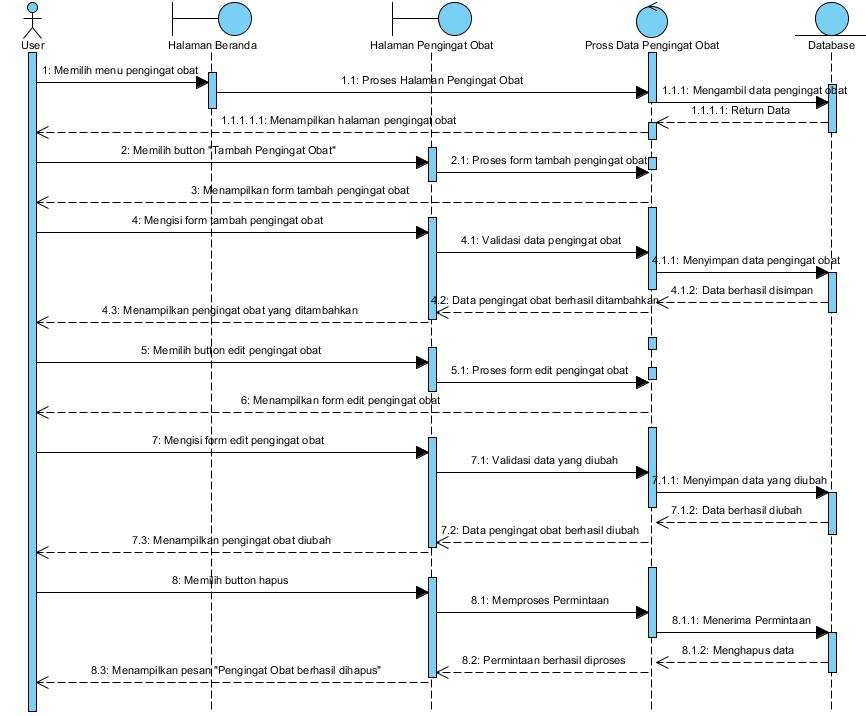 User
Halaman Beranda
Halaman Pengingat Obat
Pross Data Pengingat Obat
Database
1: Memilih menu pengingat obat
1.1: Proses Halaman Pengingat Obat
1.1.1: Mengambil data pengingat obat
1.1.1.1: Return Data
1.1.1.1.1: Menampilkan halaman pengingat obat
2: Memilih button "Tambah Pengingat Obat"
2.1: Proses form tambah pengingat obat
3: Menampilkan form tambah pengingat obat
4: Mengisi form tambah pengingat obat
4.1: Validasi data pengingat obat
4.1.1: Menyimpan data pengingat obat
4.1.2: Data berhasil disimpan
4.2: Data pengingat obat berhasil ditambahkan
4.3: Menampilkan pengingat obat yang ditambahkan
5: Memilih button edit pengingat obat
5.1: Proses form edit pengingat obat
6: Menampilkan form edit pengingat obat
7: Mengisi form edit pengingat obat
7.1: Validasi data yang diubah
7.1.1: Menyimpan data yang diubah
7.1.2: Data berhasil diubah
7.2: Data pengingat obat berhasil diubah
7.3: Menampilkan pengingat obat diubah
8: Memilih button hapus
8.1: Memproses Permintaan
8.1.1: Menerima Permintaan
8.1.2: Menghapus data
8.2: Permintaan berhasil diproses
8.3: Menampilkan pesan "Pengingat Obat berhasil dihapus"